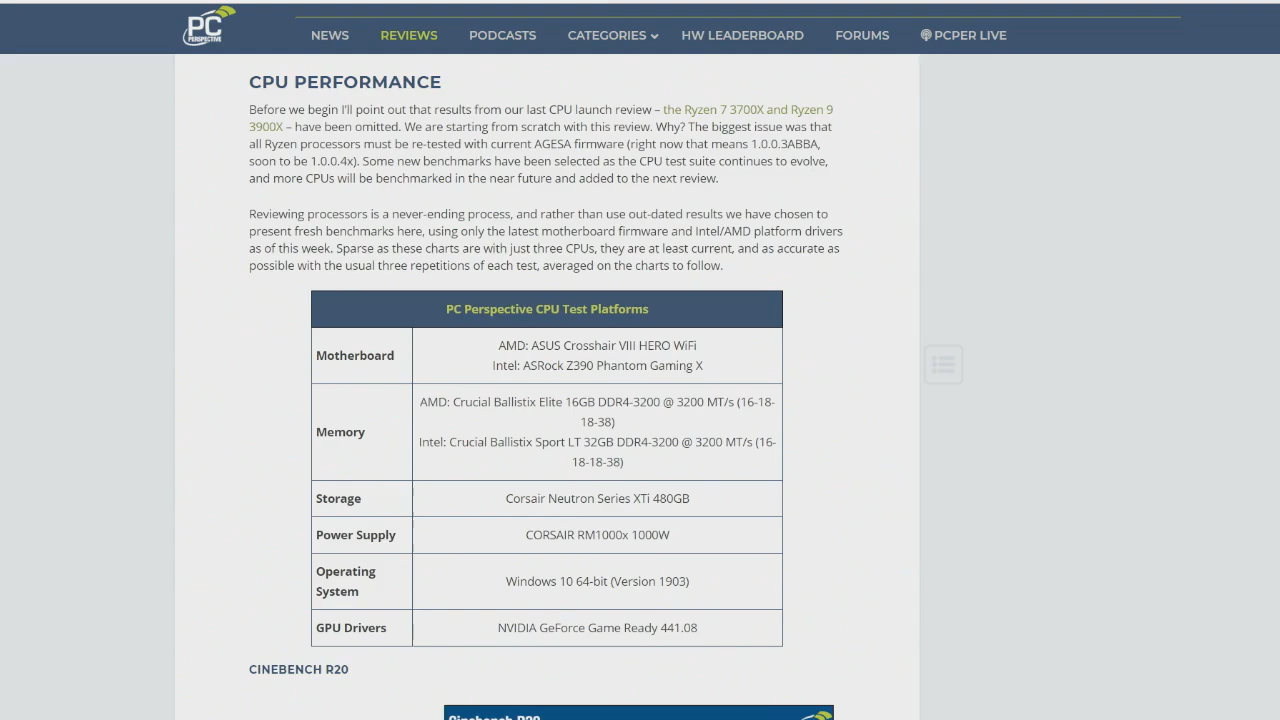 PC
PERSPECTIVE
NEWS REVIEWS PODCASTS CATEGORIES HW LEADERBOARD FORUMS PCPER LIVE
CPU PERFORMANCE
Before we begin I'll point out that results from our last CPU launch review – the Ryzen 7 3700X and Ryzen 9
3900X – have been omitted. We are starting from scratch with this review. Why? The biggest issue was that
all Ryzen processors must be re-tested with current AGESA firmware (right now that means 1.0.0.3ABBA,
soon to be 1.0.0.4x). Some new benchmarks have been selected as the CPU test suite continues to evolve,
and more CPUs will be benchmarked in the near future and added to the next review.
Reviewing processors is a never-ending process, and rather than use out-dated results we have chosen to
present fresh benchmarks here, using only the latest motherboard firmware and Intel/AMD platform drivers
as of this week. Sparse as these charts are with just three CPUs, they are at least current, and as accurate as
possible with the usual three repetitions of each test, averaged on the charts to follow.
PC Perspective CPU Test Platforms
Motherboard
AMD: ASUS Crosshair VIII HERO WiFi
Intel: ASRock Z390 Phantom Gaming X
Memory
AMD: Crucial Ballistix Elite 16GB DDR4-3200 @ 3200 MT/s (16-18-
18-38)
Intel: Crucial Ballistix Sport LT 32GB DDR4-3200 @ 3200 MT/s (16-
18-18-38)
Storage
Corsair Neutron Series XTi 480GB
Power Supply
CORSAIR RM1000x 1000W
Operating
System
Windows 10 64-bit (Version 1903)
GPU Drivers
NVIDIA GeForce Game Ready 441.08
CINEBENCH R20
Cinebench R20